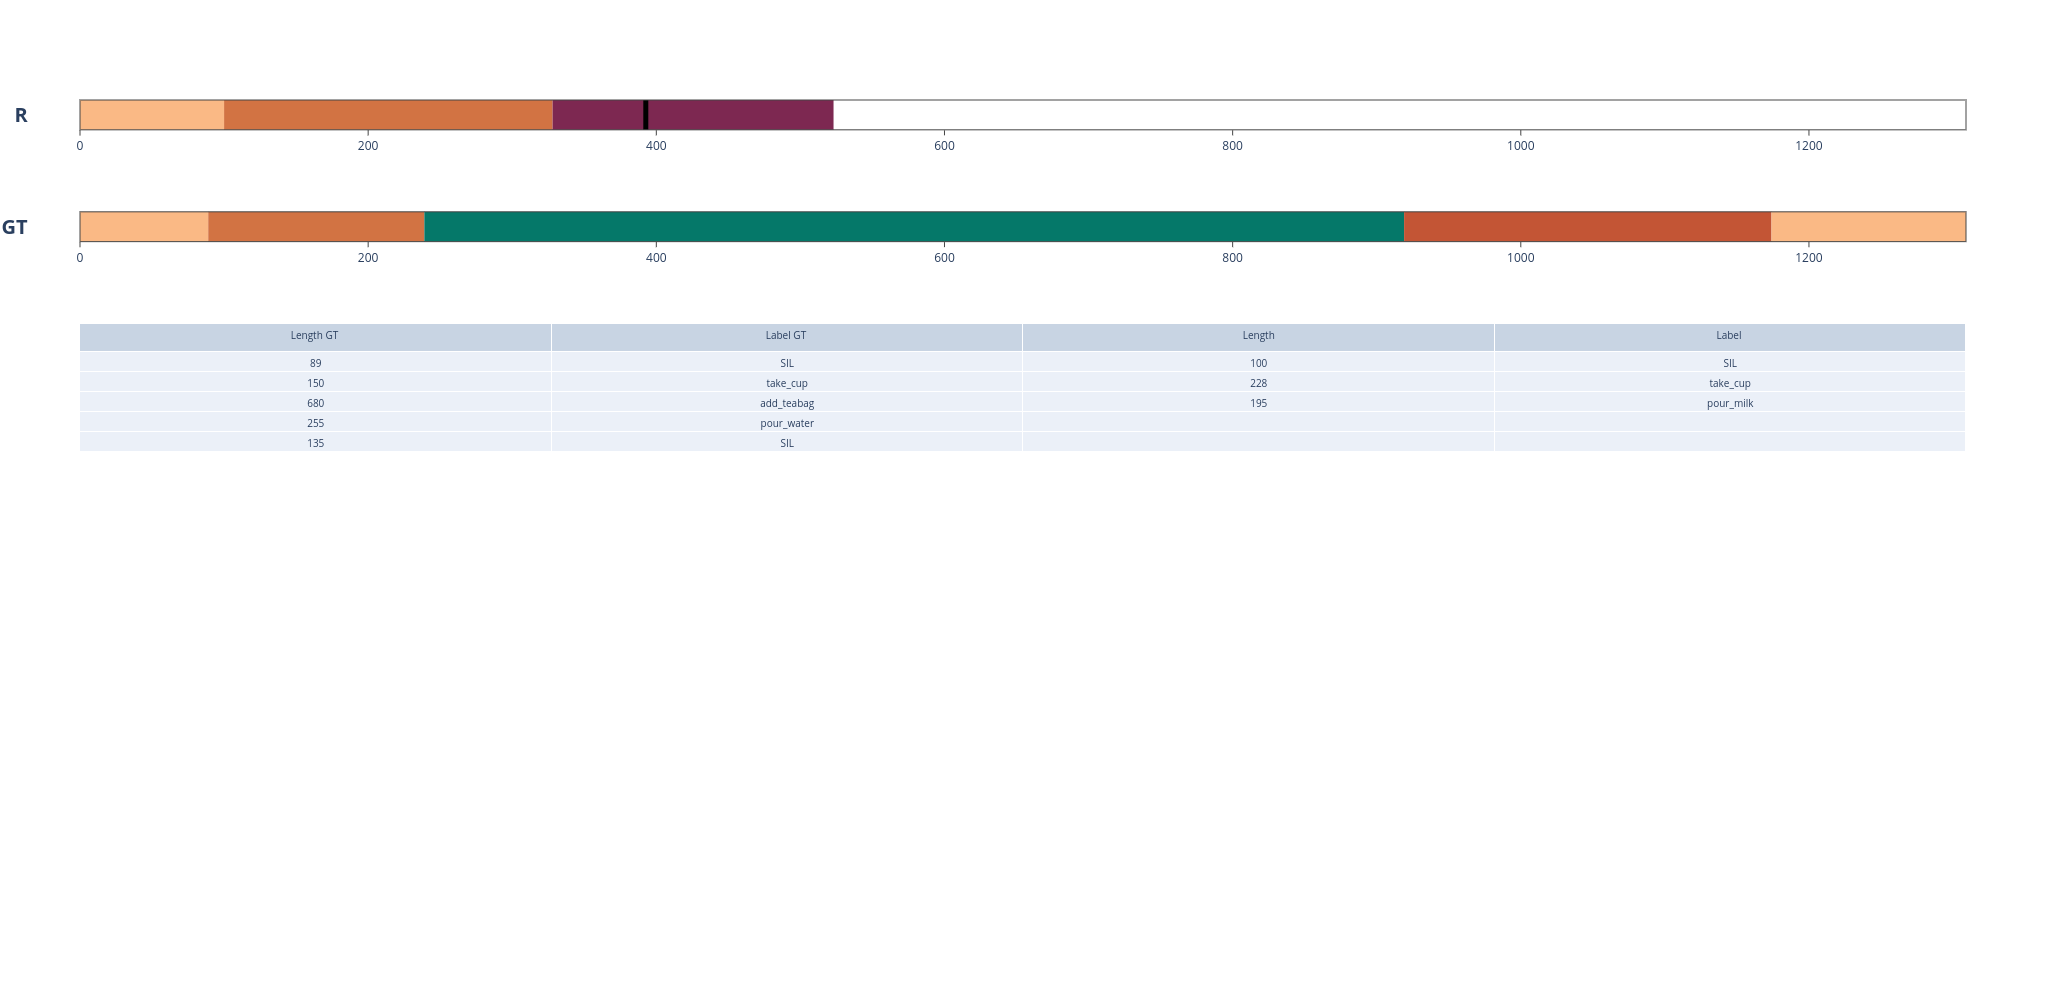 R
0 200 400 600 800 1000 1200
GT
0 200 400 600 800 1000 1200
Length GT Label GT Length Label
89 SIL 100 SIL
150 take_cup 228 take_cup
680 add_teabag 195 pour_milk
255 pour_water
135 SIL